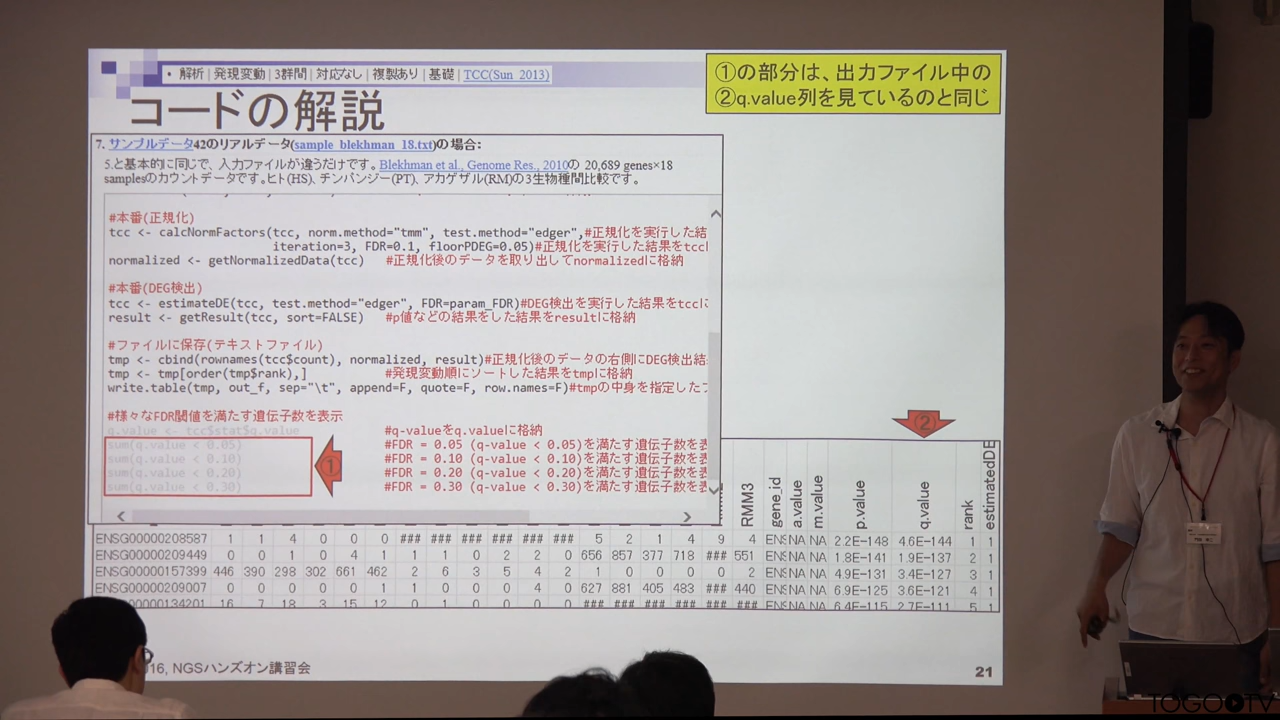 • 解析 | 発現変動 | 3群間 | 対応なし | 複製あり | 基礎 | TCC(Sun_2013)
コードの解説
①の部分は、出力ファイル中の
②q.value列を見ているのと同じ
7. サンプルデータ42のリアルデータ(sample_blekhman_18.txt)の場合:
5.と基本的に同じで、入力ファイルが違うだけです。Blekhman et al., Genome Res., 2010の 20,689 genes×18
samplesのカウントデータです。ヒト(HS)、チンパンジー(PT)、アカゲザル(RM)の3生物種間比較です。
#本番(正規化)
tcc <- calcNormFactors(tcc, norm.method="tmm", test.method="edger",#正規化を実行した結
iteration=3, FDR=0.1, floorPDEG=0.05)#正規化を実行した結果をtccに
normalized <- getNormalizedData(tcc) #正規化後のデータを取り出してnormalizedに格納
#本番(DEG検出)
tcc <- estimateDE(tcc, test.method="edger", FDR=param_FDR)#DEG検出を実行した結果をtccに
result <- getResult(tcc, sort=FALSE) #p値などの結果をした結果をresultに格納
#ファイルに保存(テキストファイル)
tmp <- cbind(rownames(tcc$count), normalized, result)#正規化後のデータの右側にDEG検出結
tmp <- tmp[order(tmp$rank),] #発現変動順にソートした結果をtmpに格納
write.table(tmp, out_f, sep="\t", append=F, quote=F, row.names=F)#tmpの中身を指定したフ
#様々なFDR閾値を満たす遺伝子数を表示
q.value <- tcc$stat$q.value #q-valueをq.valueに格納
sum(q.value < 0.05) #FDR = 0.05 (q-value < 0.05)を満たす遺伝子数を表
sum(q.value < 0.10) #FDR = 0.10 (q-value < 0.10)を満たす遺伝子数を表
sum(q.value < 0.20) #FDR = 0.20 (q-value < 0.20)を満たす遺伝子数を表
sum(q.value < 0.30) #FDR = 0.30 (q-value < 0.30)を満たす遺伝子数を表
①
②
RMM3 gene_id a.value m.value p.value q.value rank estimatedDE
ENSG00000208587 1 1 4 0 0 0 ### ### ### ### ### ### 5 2 1 4 9 4 ENS NA NA 2.2E-148 4.6E-144 1 1
ENSG00000209449 0 0 1 0 4 1 1 1 0 2 2 0 656 857 377 718 ### 551 ENS NA NA 1.8E-141 1.9E-137 2 1
ENSG00000157399 446 390 298 302 661 462 2 6 3 5 4 2 1 0 0 0 0 2 ENS NA NA 4.9E-131 3.4E-127 3 1
ENSG00000209007 0 0 0 0 1 1 0 0 0 4 0 627 881 405 483 ### 440 ENS NA NA 6.9E-125 3.6E-121 4 1
ENSG00000134201 16 7 18 3 15 12 0 1 0 0 0 ### ### ### ### ### ### ENS NA NA 6.4E-115 2.7E-111 5 1
16, NGSハンズオン講習会
21
TOGOTV